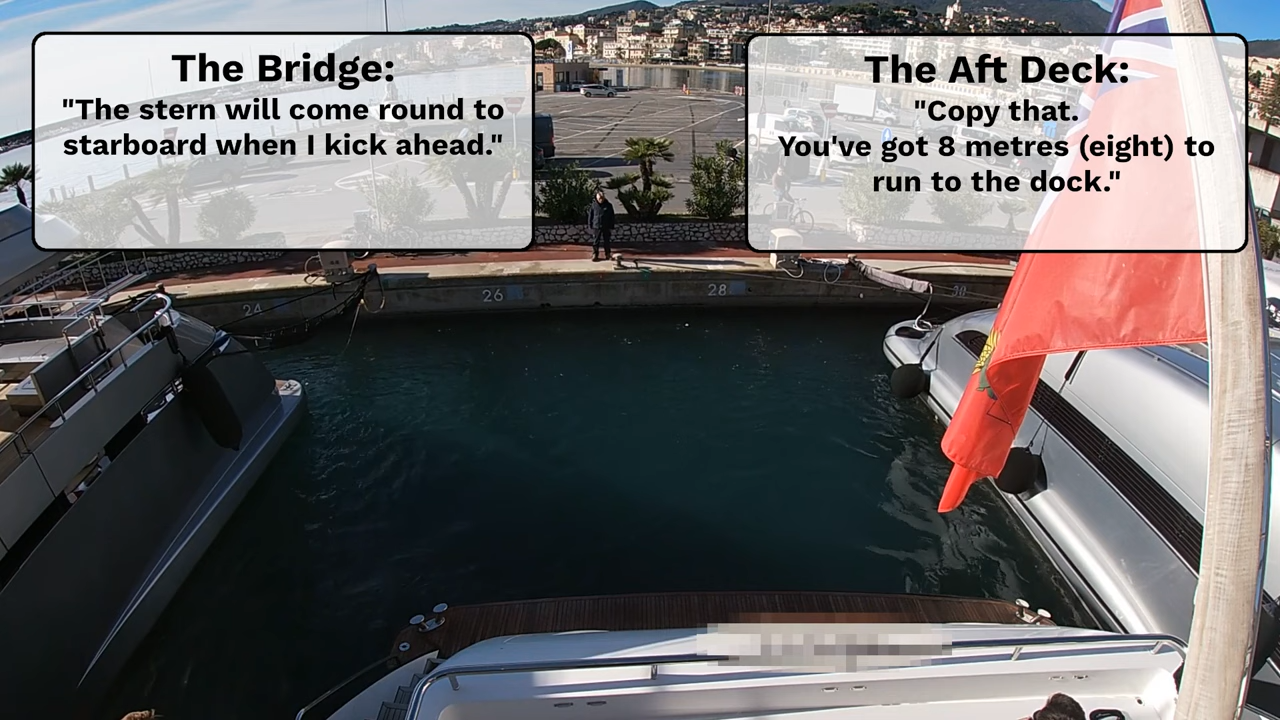 The Bridge:
"The stern will come round to
starboard when I kick ahead."
The Aft Deck:
"Copy that.
You've got 8 metres (eight) to
run to the dock."
24
26
28
30